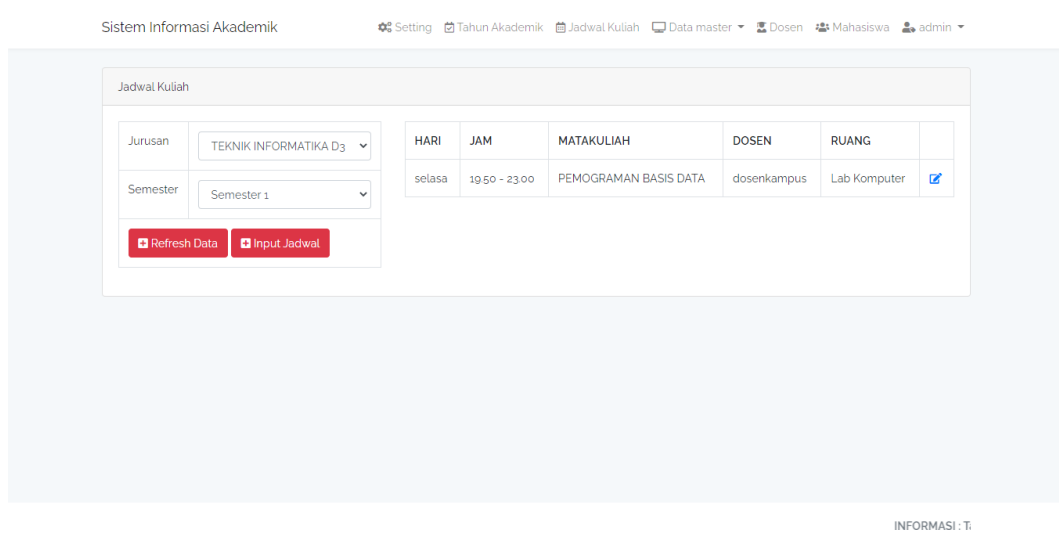 Sistem Informasi Akademik Setting Tahun Akademik Jadwal Kuliah Data master Dosen Mahasiswa admin
Jadwal Kuliah
Jurusan TEKNIK INFORMATIKA D3
Semester Semester 1
Refresh Data Input Jadwal
HARI JAM MATAKULIAH DOSEN RUANG
selasa 19.50 - 23.00 PEMOGRAMAN BASIS DATA dosenkampus Lab Komputer
INFORMASI :